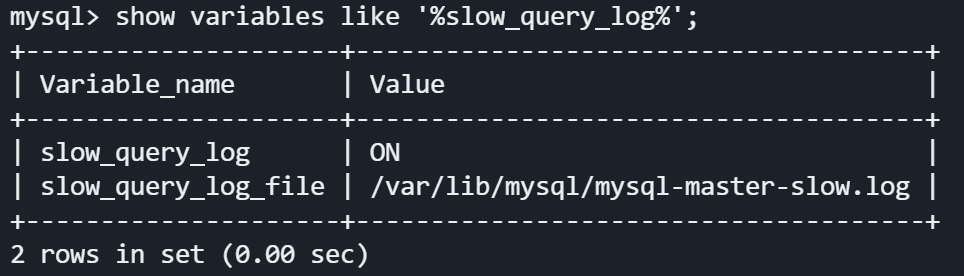 mysql> show variables like '%slow_query_log%';
+---------------------+--------------------------------------+
| Variable_name       | Value                                |
+---------------------+--------------------------------------+
| slow_query_log      | ON                                   |
| slow_query_log_file | /var/lib/mysql/mysql-master-slow.log |
+---------------------+--------------------------------------+
2 rows in set (0.00 sec)